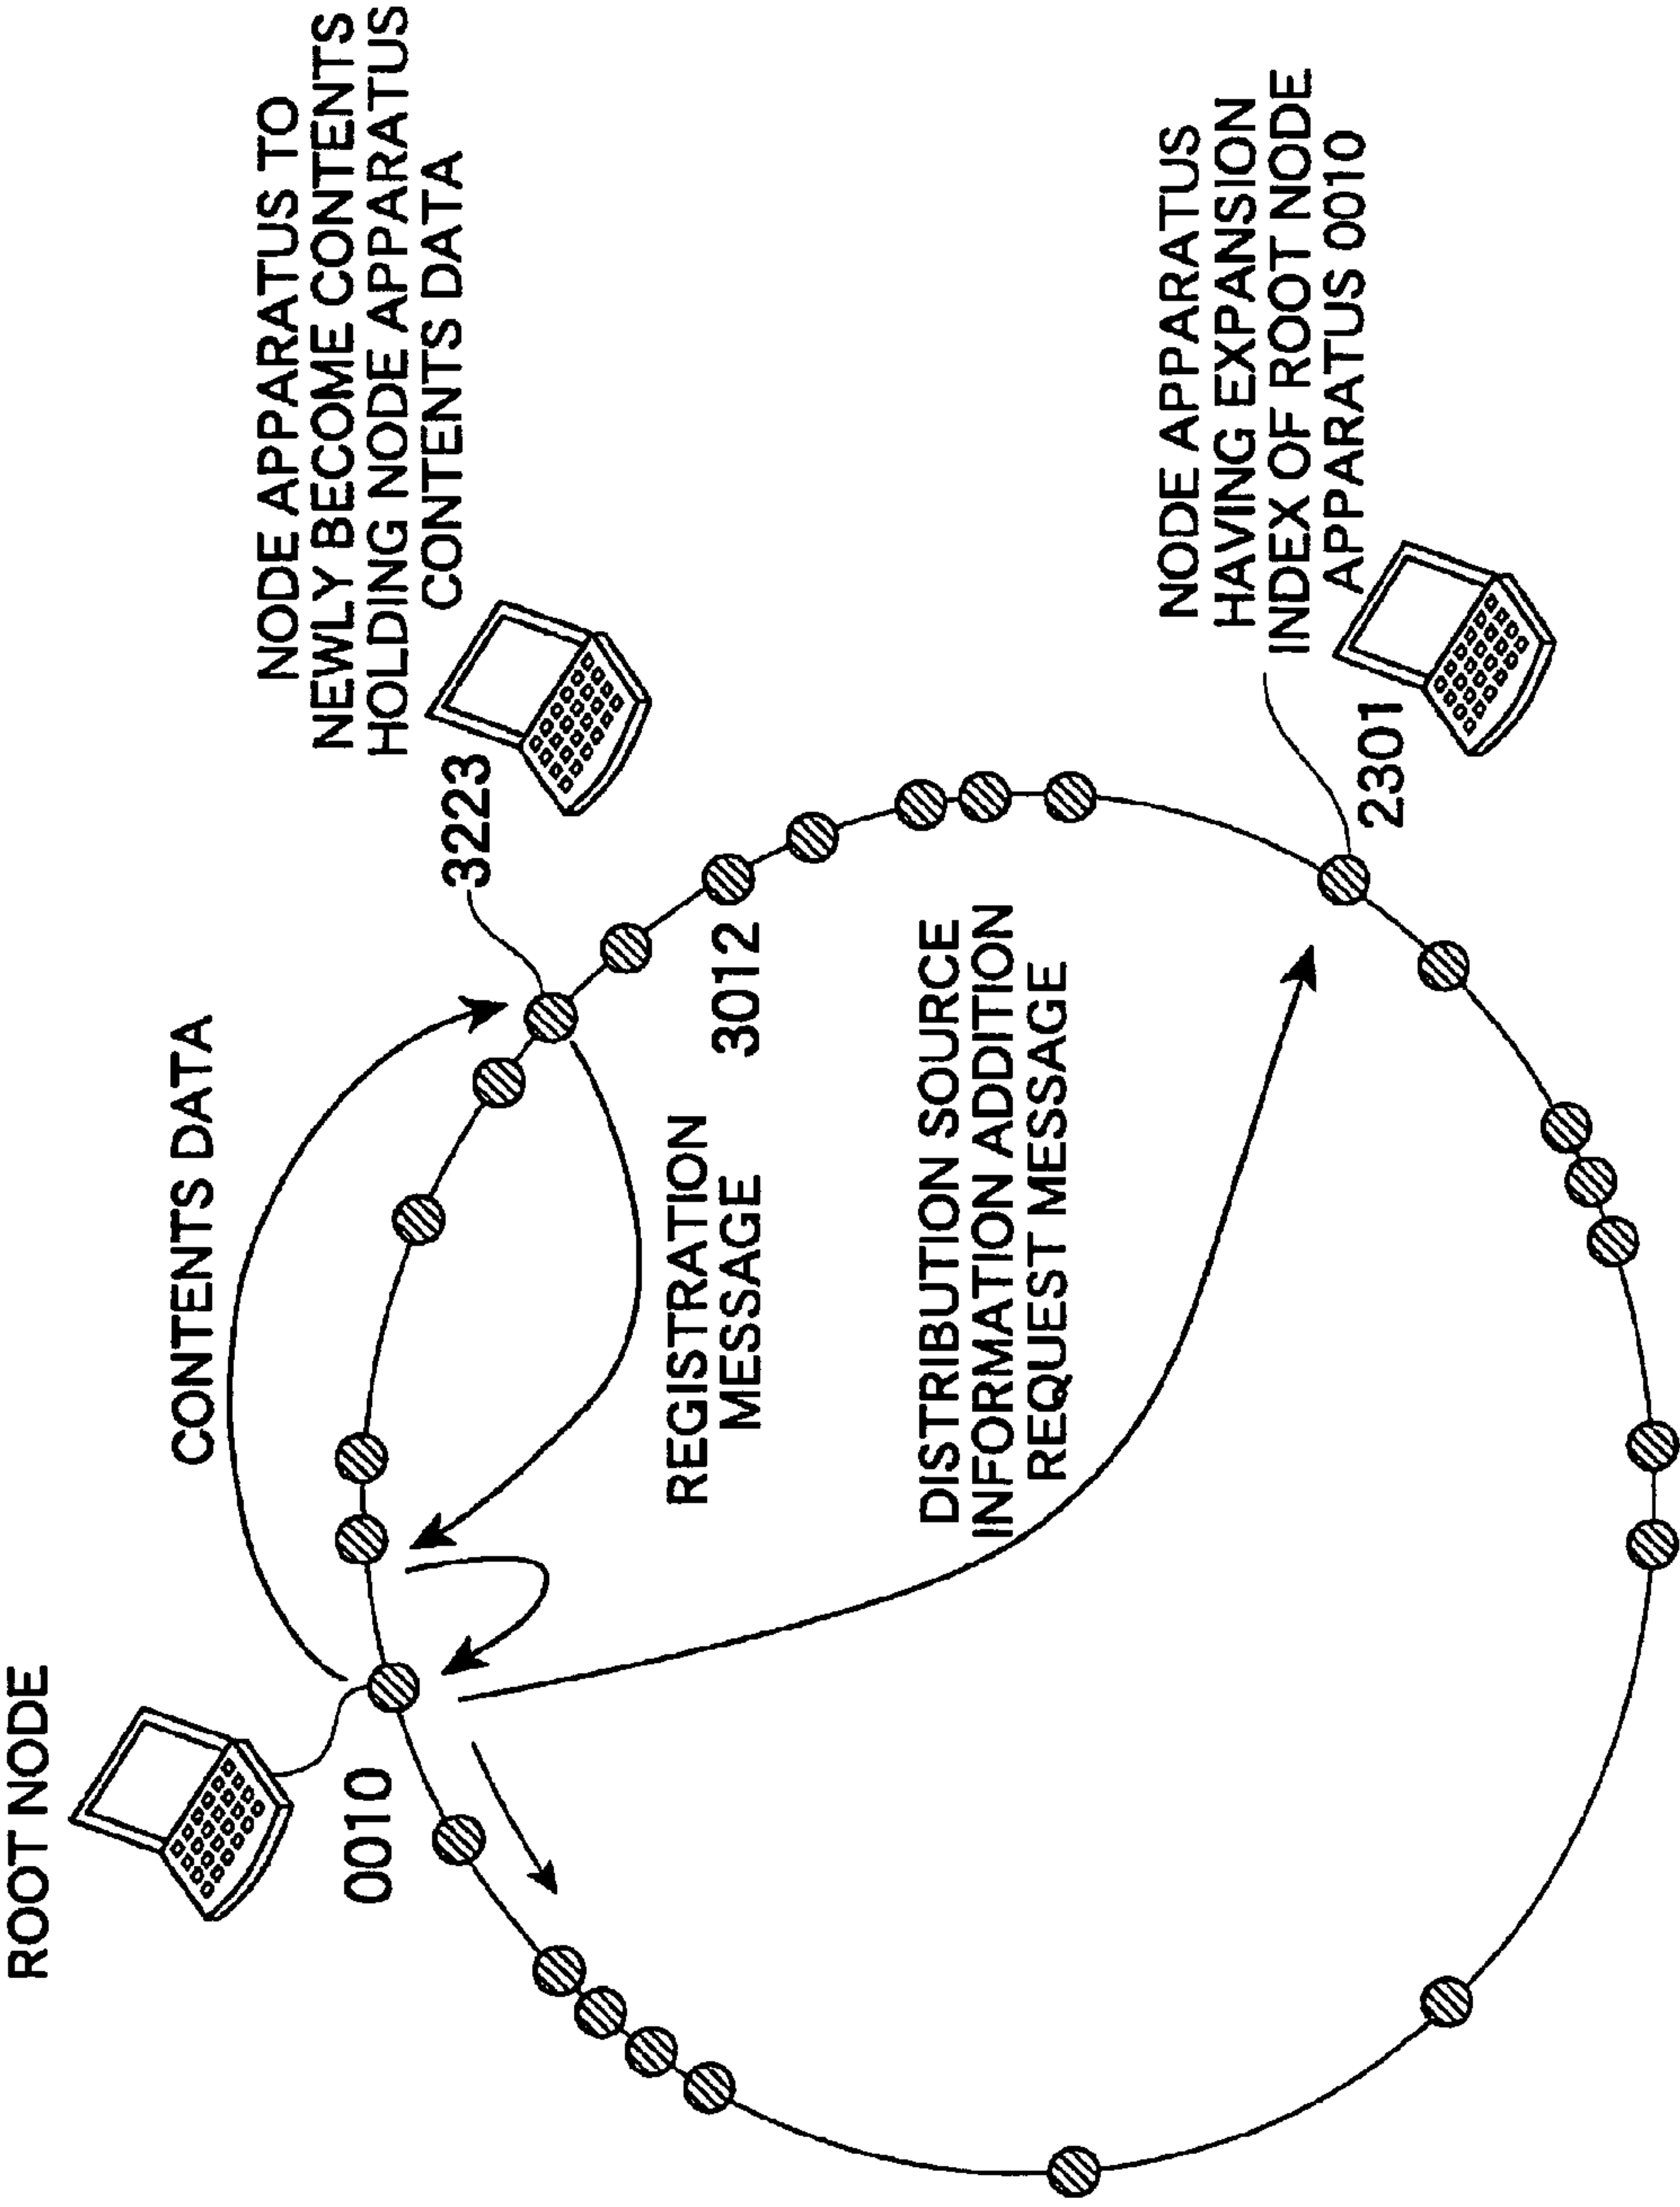 ROOT NODE
0010
CONTENTS DATA
NODE APPARATUS TO
NEWLY BECOME CONTENTS
HOLDING NODE APPARATUS
CONTENTS DATA
3223
3012
REGISTRATION
MESSAGE
DISTRIBUTION SOURCE
INFORMATION ADDITION
REQUEST MESSAGE
NODE APPARATUS
HAVING EXPANSION
INDEX OF ROOT NODE
APPARATUS 0010
2301